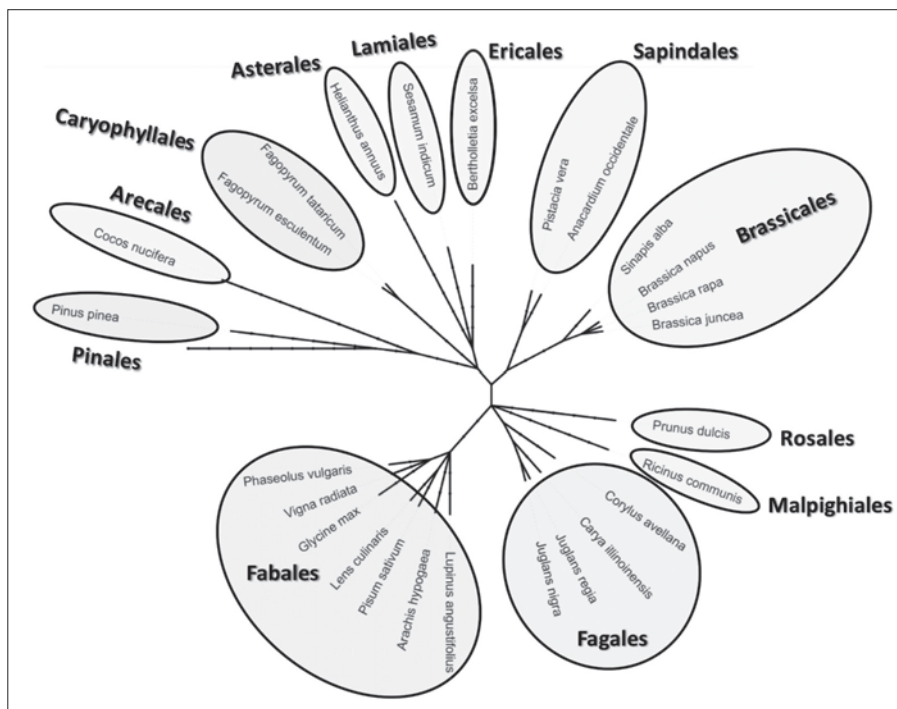 Lamiales
Ericales
Sapindales
Asterales
Caryophyllales
Arecales
Brassicales
Helianthus annuus
Sesamum indicum
Bertholletia excelsa
Pistacia vera
Anacardium occidentale
Fagopyrum tataricum
Fagopyrum esculentum
Cocos nucifera
Sinapis alba
Brassica napus
Brassica rapa
Brassica juncea
Pinus pinea
Pinales
Prunus dulcis
Rosales
Ricinus communis
Malpighiales
Phaseolus vulgaris
Vigna radiata
Glycine max
Lens culinaris
Pisum sativum
Arachis hypogaea
Lupinus angustifolius
Fabales
Corylus avellana
Carya illinoinensis
Juglans regia
Juglans nigra
Fagales